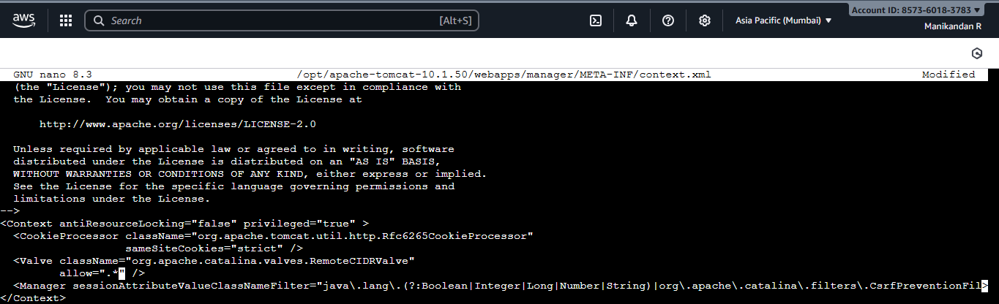 aws Search [Alt+S] Asia Pacific (Mumbai) Account ID: 8573-6018-3783
Manikandan R
GNU nano 8.3 /opt/apache-tomcat-10.1.50/webapps/manager/META-INF/context.xml Modified
(the "License"); you may not use this file except in compliance with
the License.  You may obtain a copy of the License at
http://www.apache.org/licenses/LICENSE-2.0
Unless required by applicable law or agreed to in writing, software
distributed under the License is distributed on an "AS IS" BASIS,
WITHOUT WARRANTIES OR CONDITIONS OF ANY KIND, either express or implied.
See the License for the specific language governing permissions and
limitations under the License.
-->
<Context antiResourceLocking="false" privileged="true" >
<CookieProcessor className="org.apache.tomcat.util.http.Rfc6265CookieProcessor"
sameSiteCookies="strict" />
<Valve className="org.apache.catalina.valves.RemoteCIDRValve"
allow=".*" />
<Manager sessionAttributeValueClassNameFilter="java\.lang\.(?:Boolean|Integer|Long|Number|String)|org\.apache\.catalina\.filters\.CsrfPreventionFil>
</Context>